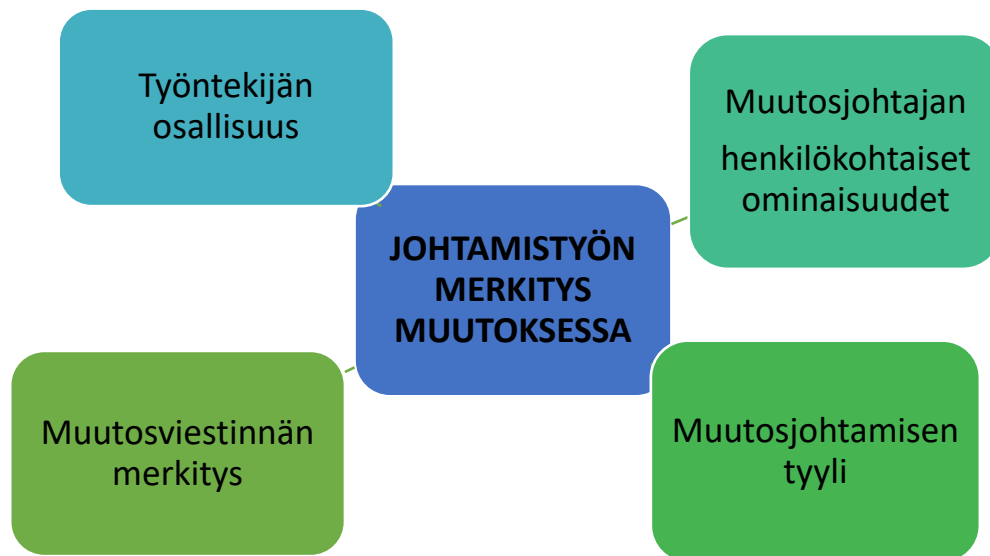 Työntekijän
osallisuus
Muutosjohtajan
henkilökohtaiset
ominaisuudet
JOHTAMISTYÖN
MERKITYS
MUUTOKSESSA
Muutosviestinnän
merkitys
Muutosjohtamisen
tyyli